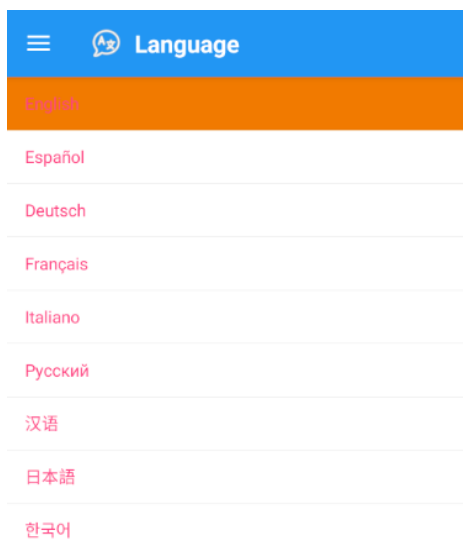 Language
English
Español
Deutsch
Français
Italiano
Русский
汉语
日本語
한국어